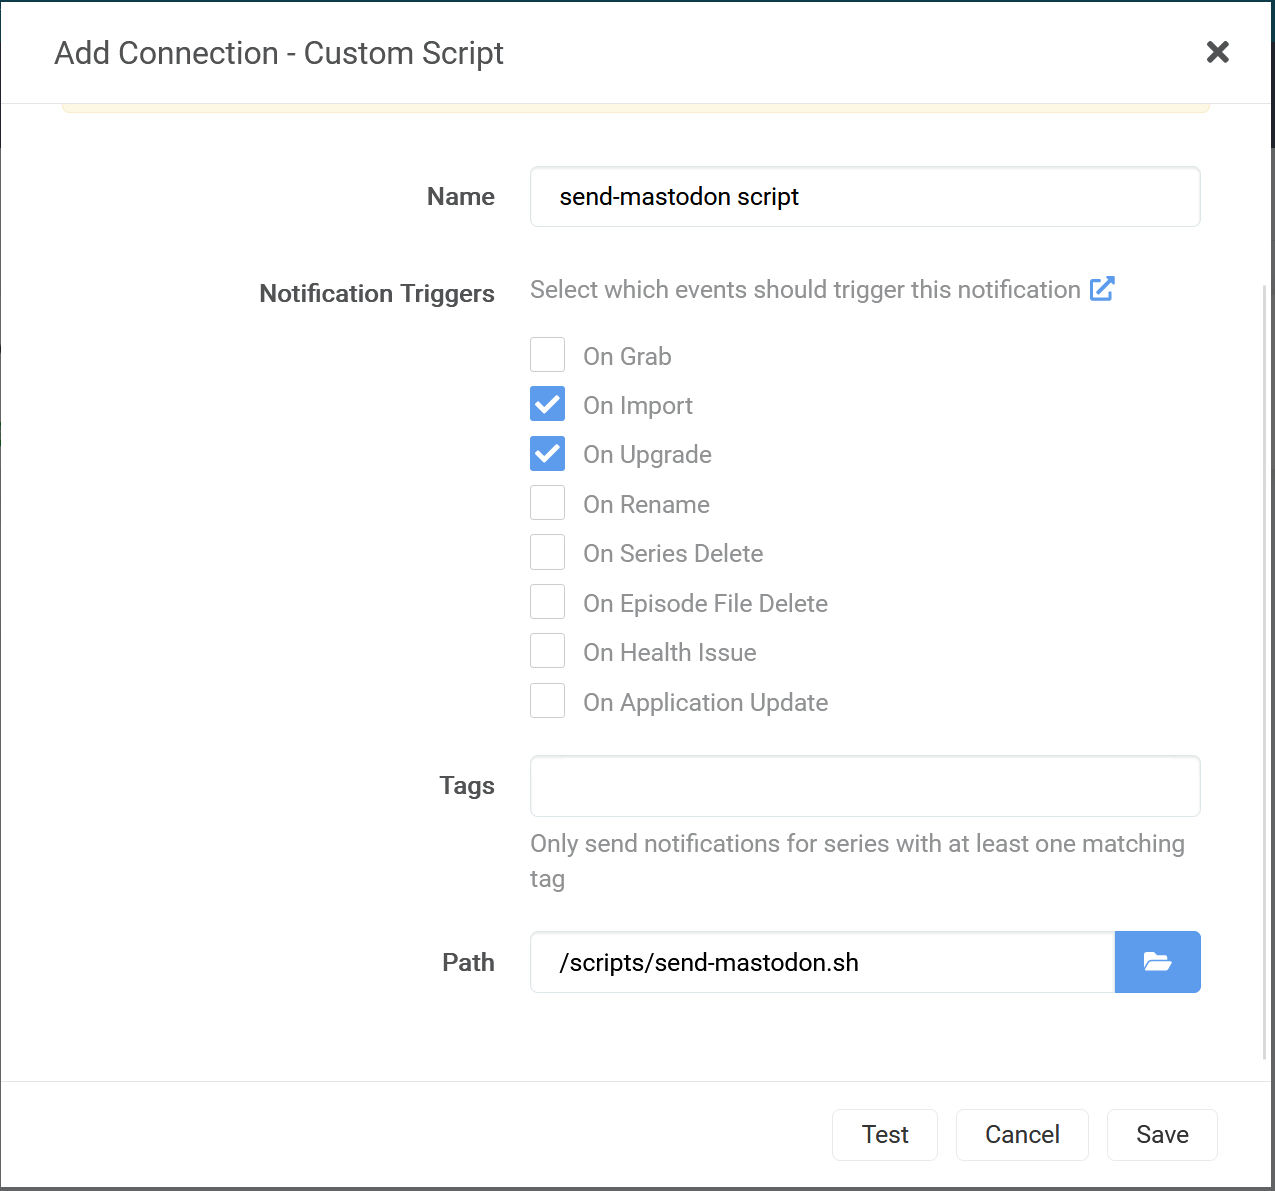 Add Connection - Custom Script
Name
send-mastodon script
Notification Triggers
Select which events should trigger this notification
On Grab
On Import
On Upgrade
On Rename
On Series Delete
On Episode File Delete
On Health Issue
On Application Update
Tags
Only send notifications for series with at least one matching
tag
Path
/scripts/send-mastodon.sh
Test
Cancel
Save